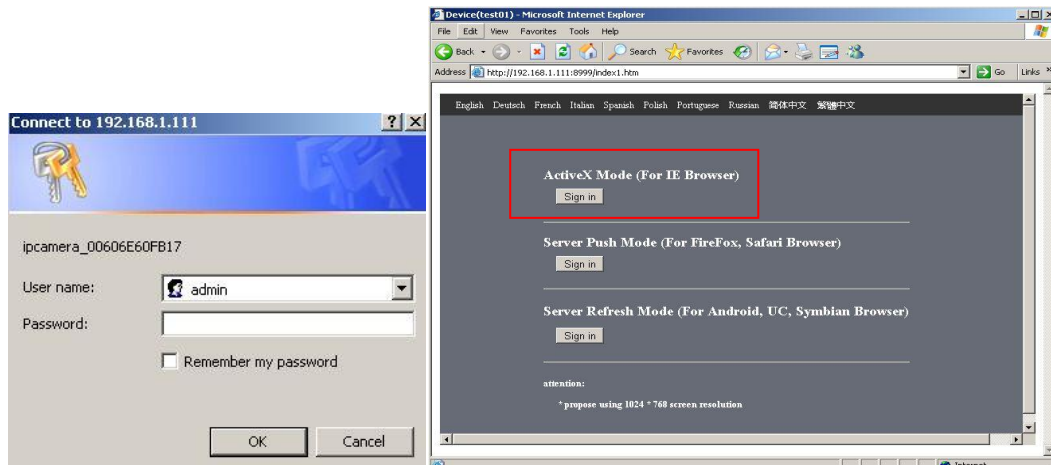 Connect to 192.168.1.111
ipcamera_00606E60FB17
User name:
admin
Password:
Remember my password
OK
Cancel
Device(test01) - Microsoft Internet Explorer
File Edit View Favorites Tools Help
Back Search Favorites
Address http://192.168.1.111:8999/index1.htm Go Links
English Deutsch French Italian Spanish Polish Portuguese Russian 简体中文 繁體中文
ActiveX Mode (For IE Browser)
Sign in
Server Push Mode (For FireFox, Safari Browser)
Sign in
Server Refresh Mode (For Android, UC, Symbian Browser)
Sign in
attention:
* propose using 1024 * 768 screen resolution
Internet